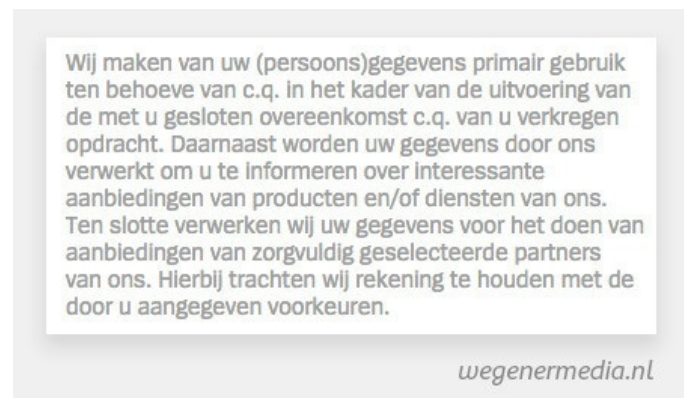 Wij maken van uw (persoons)gegevens primair gebruik
ten behoeve van c.q. in het kader van de uitvoering van
de met u gesloten overeenkomst c.q. van u verkregen
opdracht. Daarnaast worden uw gegevens door ons
verwerkt om u te informeren over interessante
aanbiedingen van producten en/of diensten van ons.
Ten slotte verwerken wij uw gegevens voor het doen van
aanbiedingen van zorgvuldig geselecteerde partners
van ons. Hierbij trachten wij rekening te houden met de
door u aangegeven voorkeuren.
wegenermedia.nl